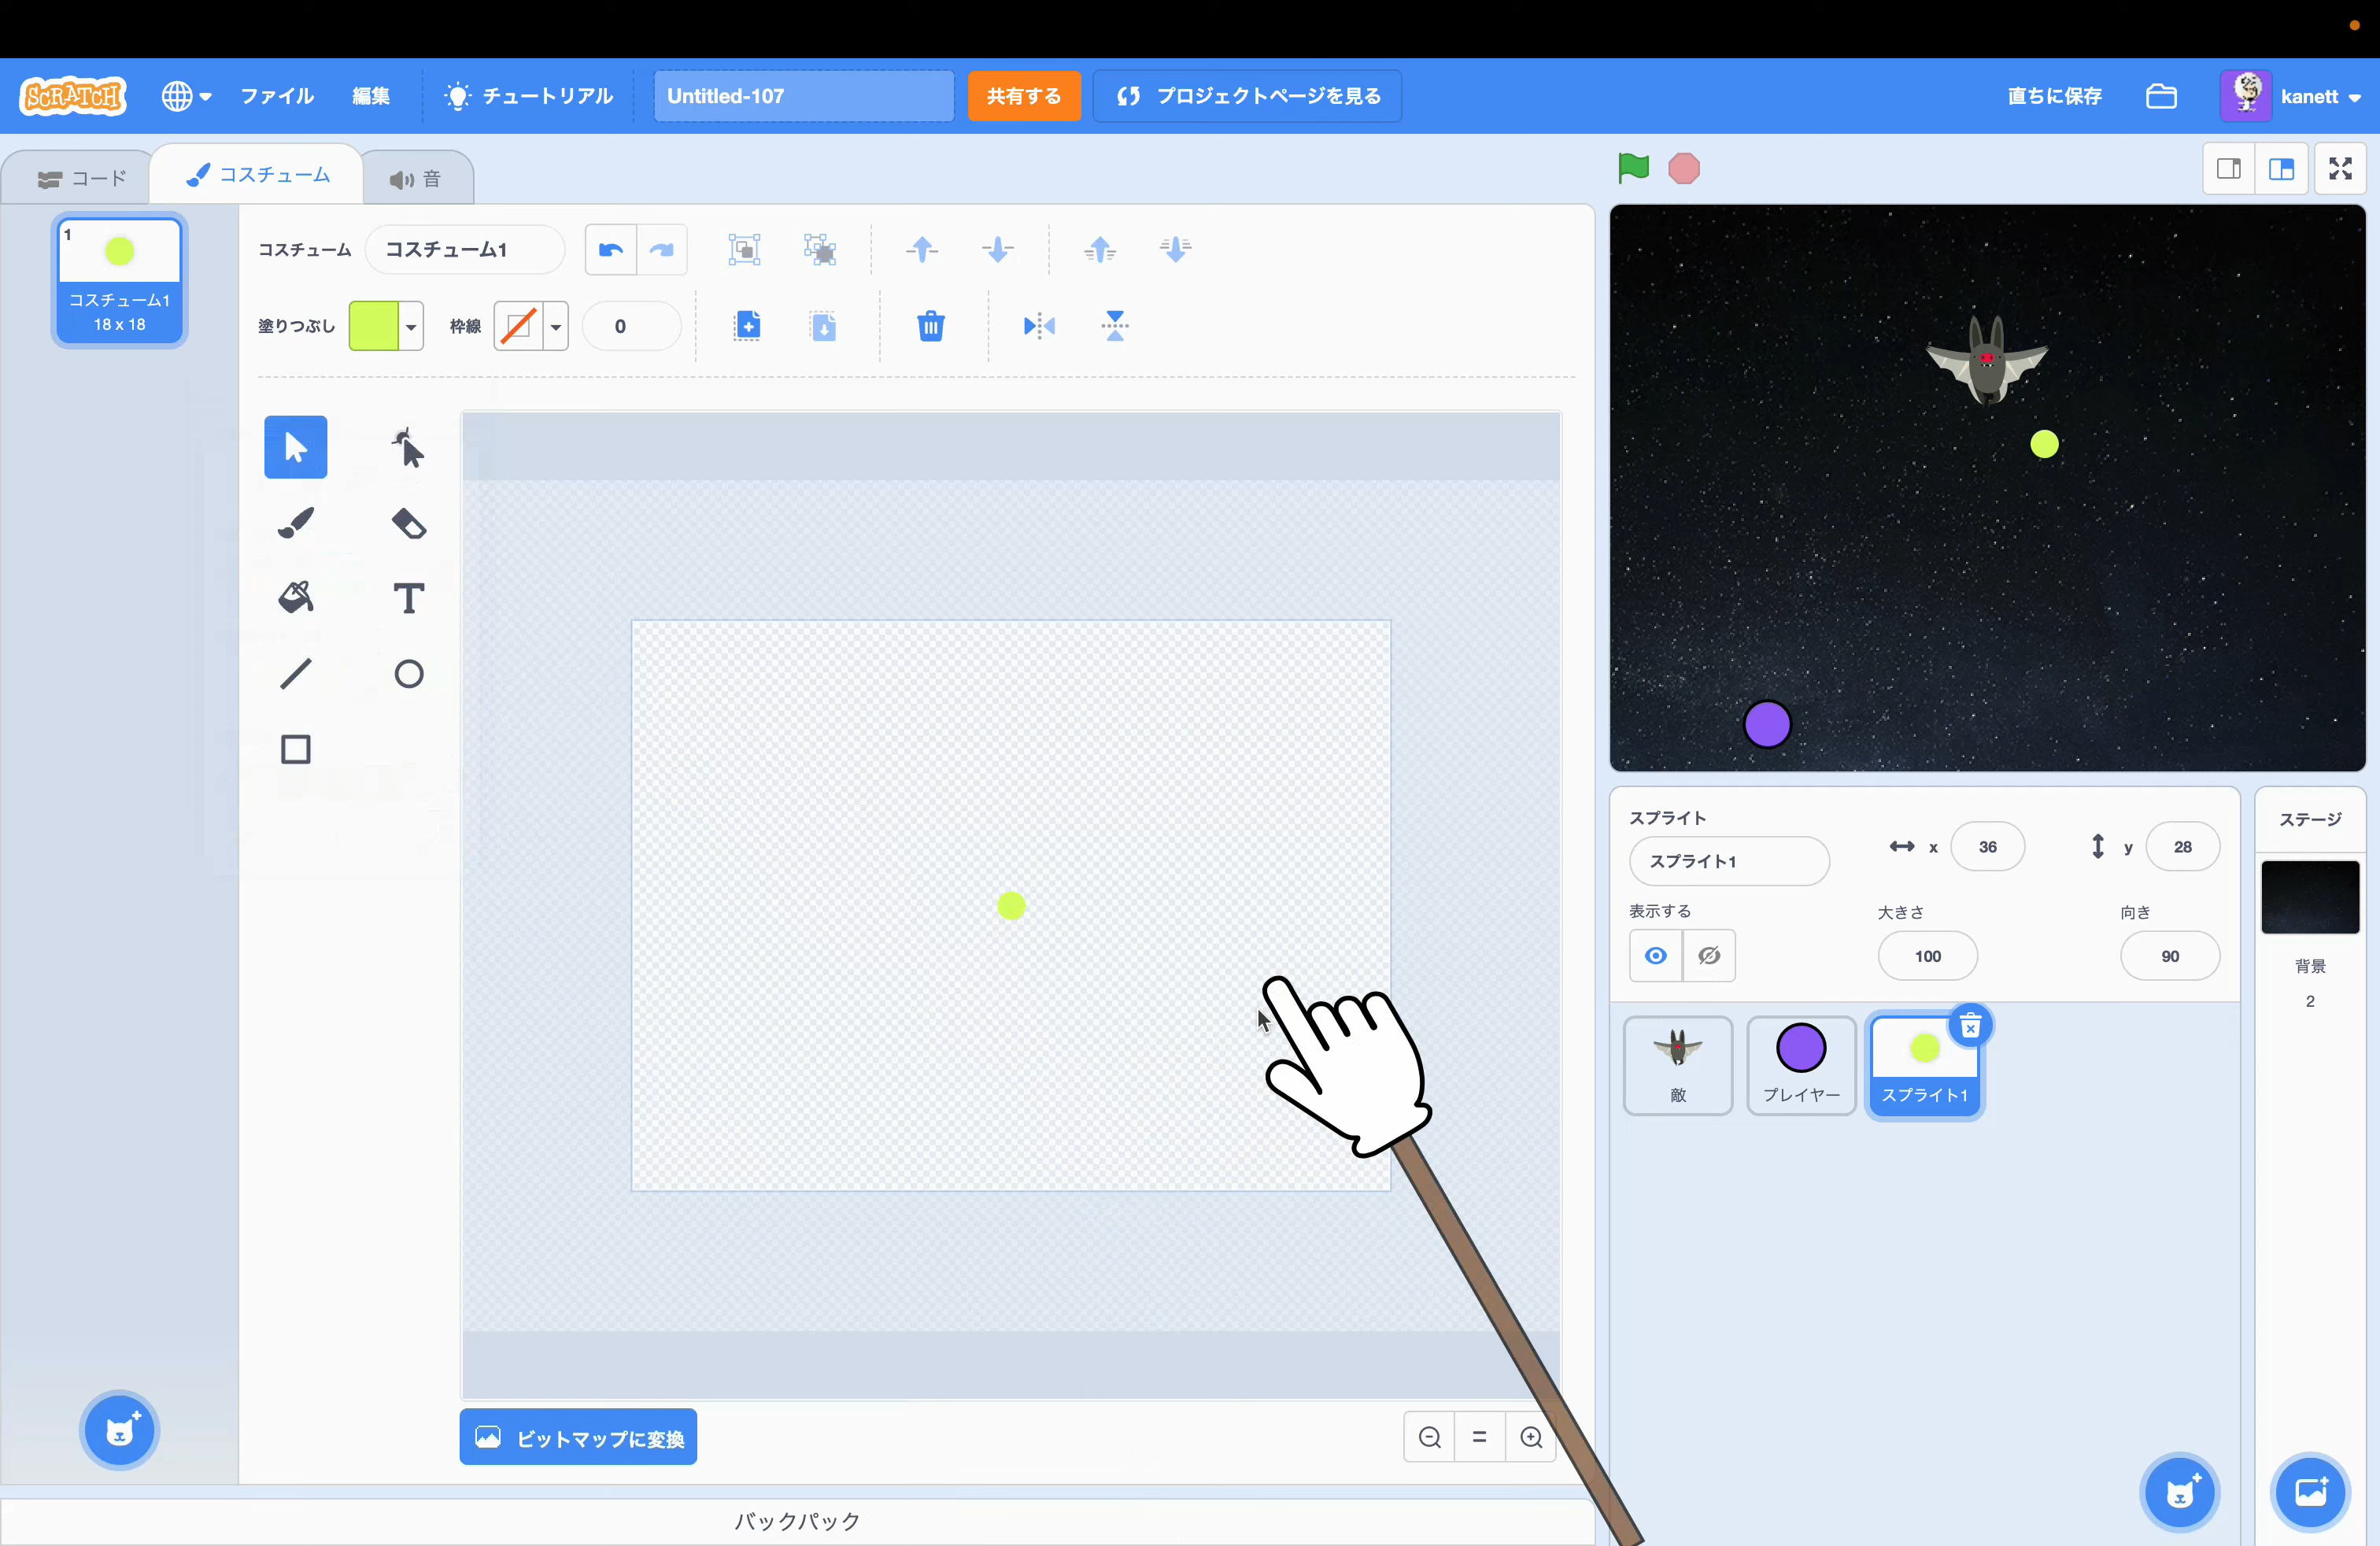 SCRATCH
ファイル
編集
チュートリアル
Untitled-107
共有する
プロジェクトページを見る
直ちに保存
kanett
コード
コスチューム
音
1
コスチューム1
18 x 18
コスチューム
コスチューム1
塗りつぶし
枠線
0
T
ビットマップに変換
バックパック
スプライト
スプライト1
x
36
y
28
表示する
大きさ
100
向き
90
敵
プレイヤー
スプライト1
ステージ
背景
2